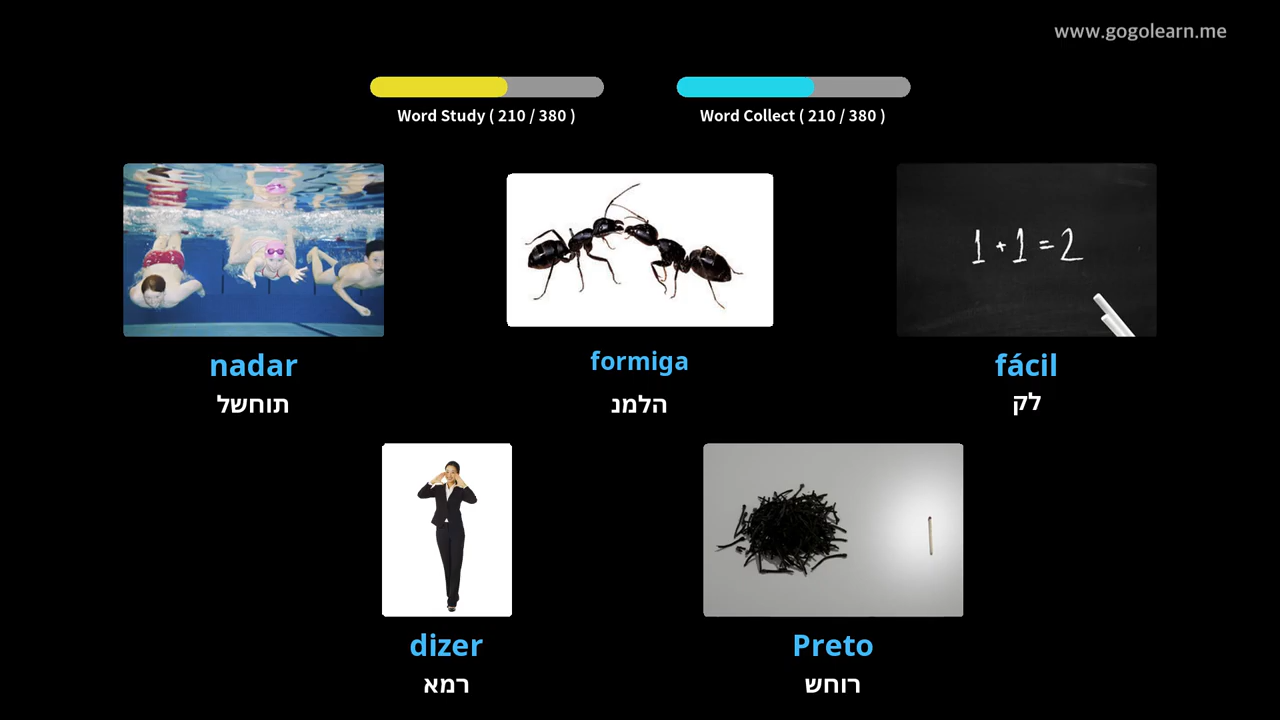 www.gogolearn.me
Word Study ( 210 / 380 )
Word Collect ( 210 / 380 )
nadar
תוחשל
formiga
הלמנ
fácil
לק
1 + 1 = 2
dizer
רמא
Preto
רוחש